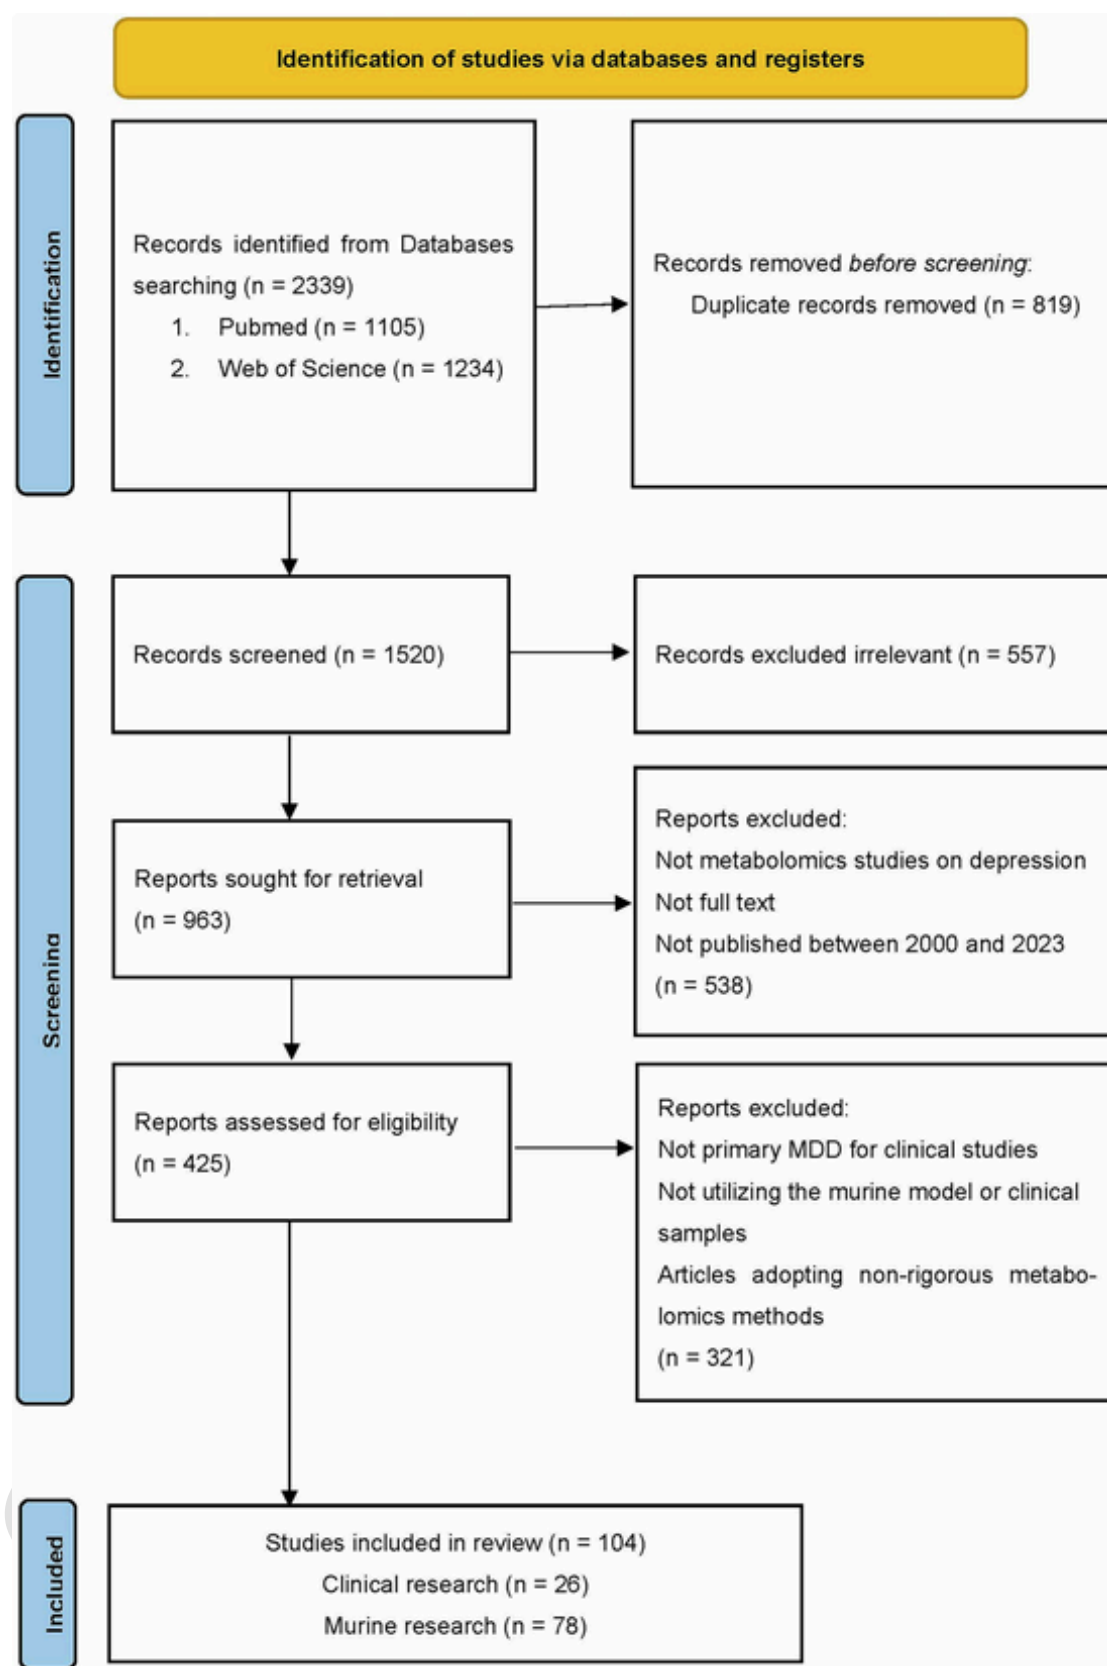 Identification of studies via databases and registers
Identification
Records identified from Databases
searching (n = 2339)
1. Pubmed (n = 1105)
2. Web of Science (n = 1234)
Records removed before screening:
Duplicate records removed (n = 819)
Screening
Records screened (n = 1520)
Records excluded irrelevant (n = 557)
Reports sought for retrieval
(n = 963)
Reports excluded:
Not metabolomics studies on depression
Not full text
Not published between 2000 and 2023
(n = 538)
Reports assessed for eligibility
(n = 425)
Reports excluded:
Not primary MDD for clinical studies
Not utilizing the murine model or clinical
samples
Articles adopting non-rigorous metabo-
lomics methods
(n = 321)
Included
Studies included in review (n = 104)
Clinical research (n = 26)
Murine research (n = 78)